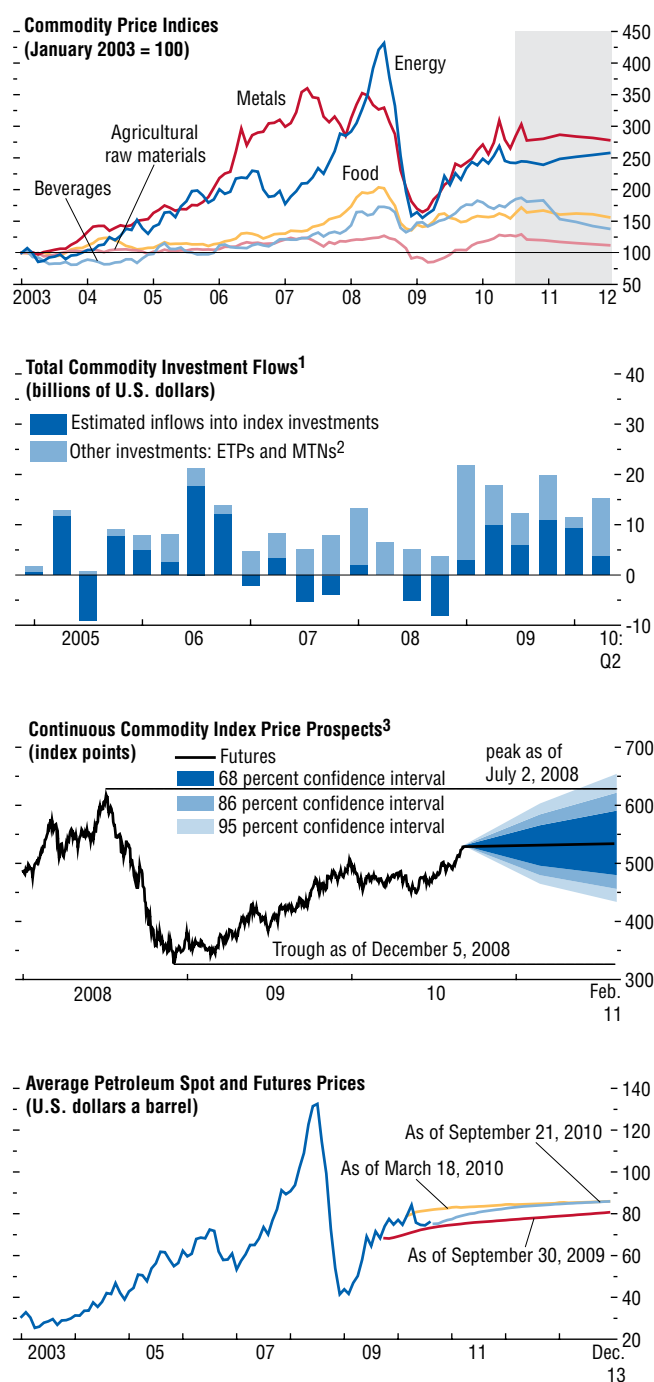 Commodity Price Indices
(January 2003 = 100)
Energy
Metals
Agricultural
raw materials
Beverages
Food
450
400
350
300
250
200
150
100
50
2003 04 05 06 07 08 09 10 11 12
Total Commodity Investment Flows1
(billions of U.S. dollars)
Estimated inflows into index investments
Other investments: ETPs and MTNs2
40
30
20
10
0
-10
2005 06 07 08 09 10:
Q2
Continuous Commodity Index Price Prospects3
(index points)
Futures
68 percent confidence interval
86 percent confidence interval
95 percent confidence interval
peak as of
July 2, 2008
Trough as of December 5, 2008
700
600
500
400
300
2008 09 10 Feb.
11
Average Petroleum Spot and Futures Prices
(U.S. dollars a barrel)
As of September 21, 2010
As of March 18, 2010
As of September 30, 2009
140
120
100
80
60
40
20
2003 05 07 09 11 Dec.
13